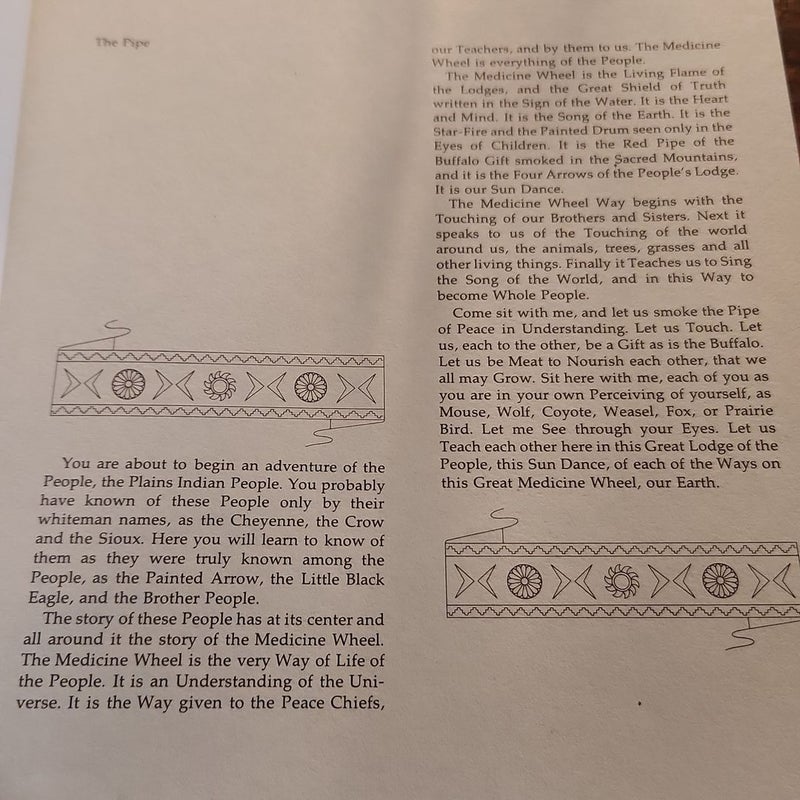 The Pipe
You are about to begin an adventure of the
People, the Plains Indian People. You probably
have known of these People only by their
whiteman names, as the Cheyenne, the Crow
and the Sioux. Here you will learn to know of
them as they were truly known among the
People, as the Painted Arrow, the Little Black
Eagle, and the Brother People.
The story of these People has at its center and
all around it the story of the Medicine Wheel.
The Medicine Wheel is the very Way of Life of
the People. It is an Understanding of the Uni-
verse. It is the Way given to the Peace Chiefs,
our Teachers, and by them to us. The Medicine
Wheel is everything of the People.
The Medicine Wheel is the Living Flame of
the Lodges, and the Great Shield of Truth
written in the Sign of the Water. It is the Heart
and Mind. It is the Song of the Earth. It is the
Star-Fire and the Painted Drum seen only in the
Eyes of Children. It is the Red Pipe of the
Buffalo Gift smoked in the Sacred Mountains,
and it is the Four Arrows of the People's Lodge.
It is our Sun Dance.
The Medicine Wheel Way begins with the
Touching of our Brothers and Sisters. Next it
speaks to us of the Touching of the world
around us, the animals, trees, grasses and all
other living things. Finally it Teaches us to Sing
the Song of the World, and in this Way to
become Whole People.
Come sit with me, and let us smoke the Pipe
of Peace in Understanding. Let us Touch. Let
us, each to the other, be a Gift as is the Buffalo.
Let us be Meat to Nourish each other, that we
all may Grow. Sit here with me, each of you as
you are in your own Perceiving of yourself, as
Mouse, Wolf, Coyote, Weasel, Fox, or Prairie
Bird. Let me See through your Eyes. Let us
Teach each other here in this Great Lodge of the
People, this Sun Dance, of each of the Ways on
this Great Medicine Wheel, our Earth.